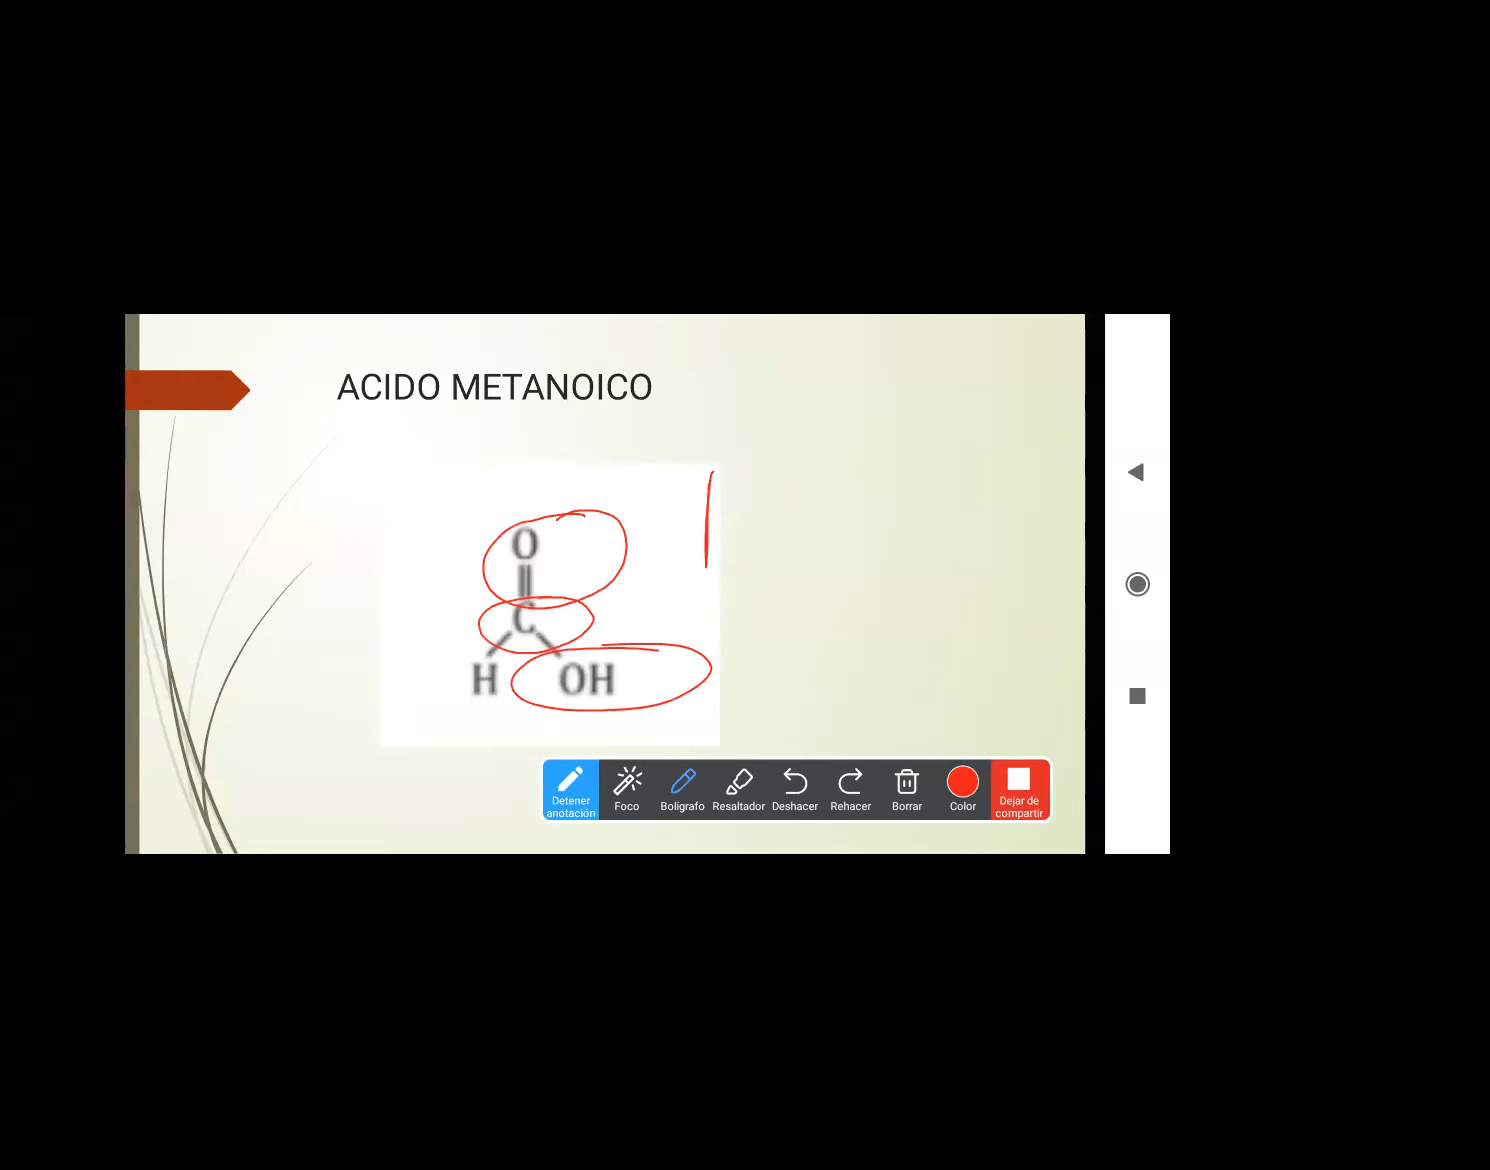 ACIDO METANOICO
O
C
H OH
Detener anotación
Foco
Bolígrafo
Resaltador
Deshacer
Rehacer
Borrar
Color
Dejar de compartir